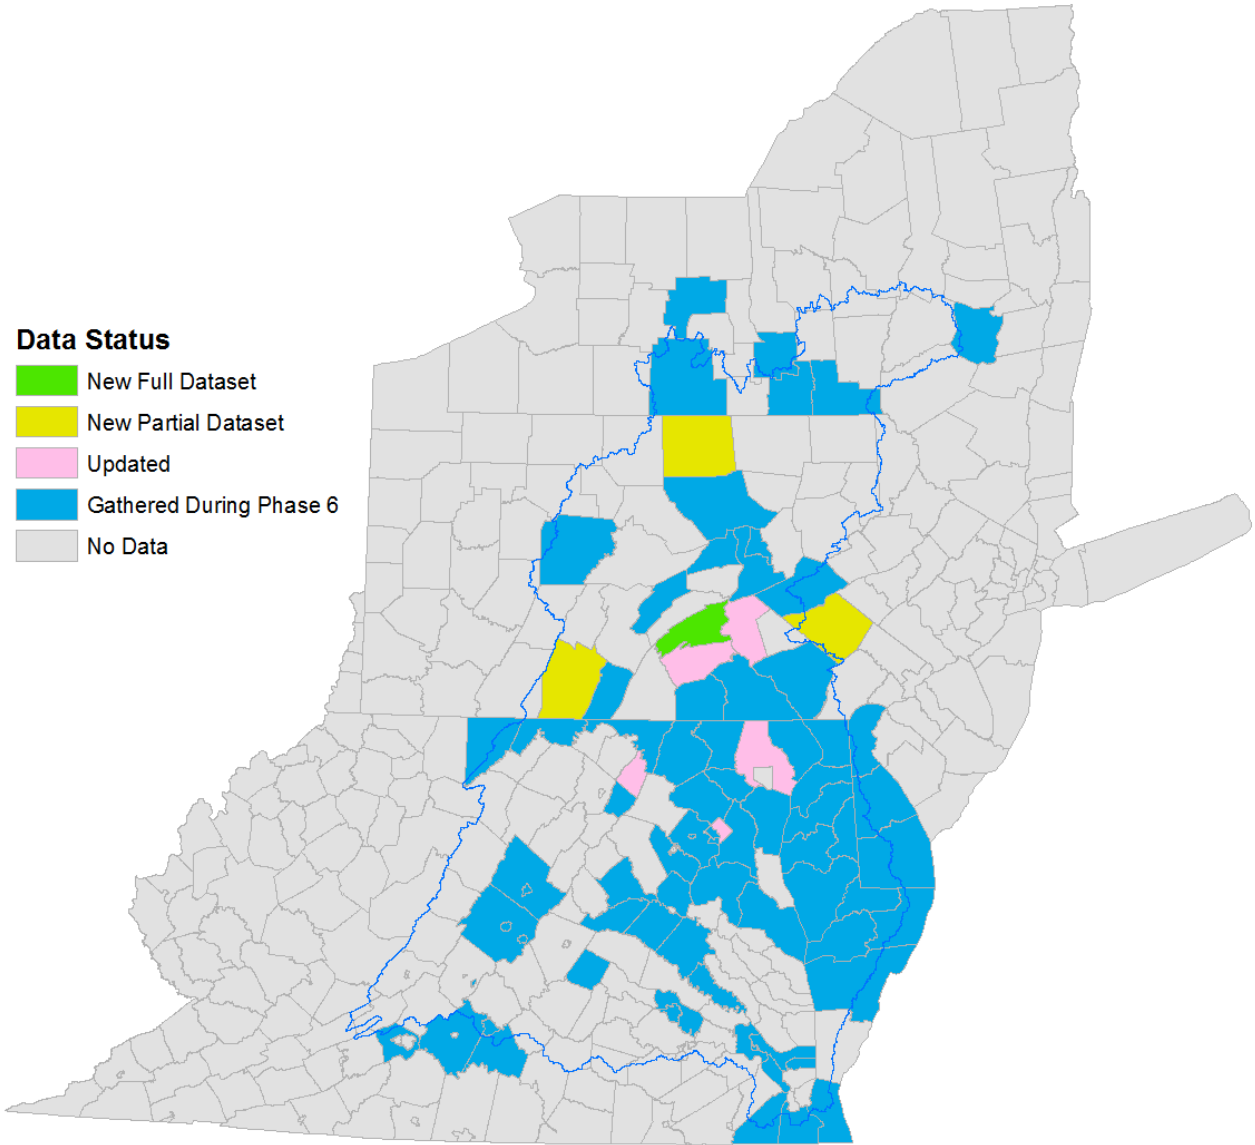 Data Status
New Full Dataset
New Partial Dataset
Updated
Gathered During Phase 6
No Data